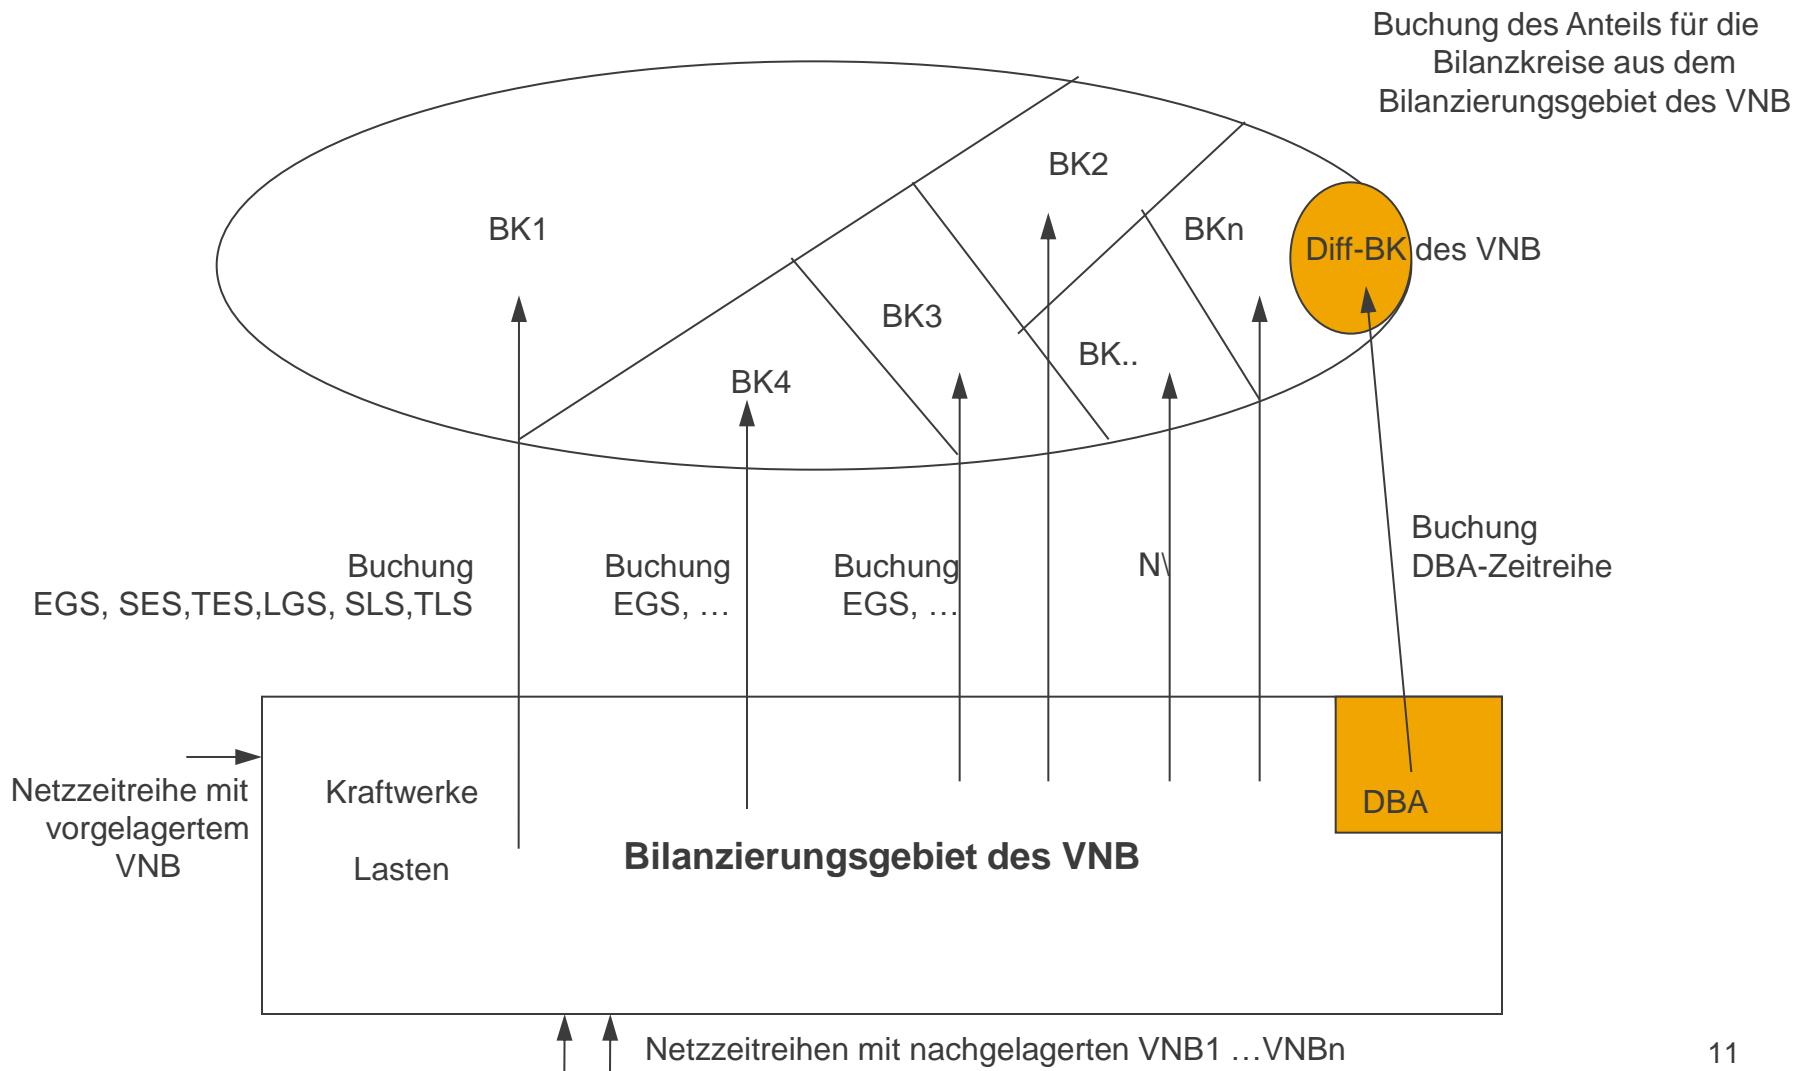 Buchung des Anteils für die
Bilanzkreise aus dem
Bilanzierungsgebiet des VNB
BK1
BK2
BKn
Diff-BK des VNB
BK3
BK..
BK4
Buchung
EGS, SES,TES,LGS, SLS,TLS
Buchung
EGS, …
Buchung
EGS, …
N\
Buchung
DBA-Zeitreihe
Netzzeitreihe mit
vorgelagertem
VNB
Kraftwerke
Lasten
Bilanzierungsgebiet des VNB
DBA
Netzzeitreihen mit nachgelagerten VNB1 …VNBn
11